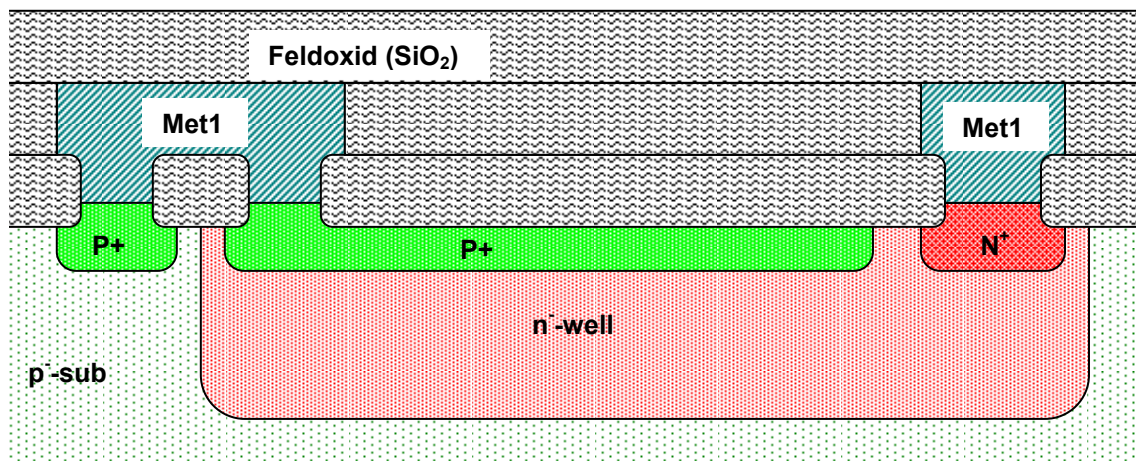 Feldoxid (SiO₂)
Met1
Met1
P+
P+
N⁺
n⁻-well
p⁻-sub